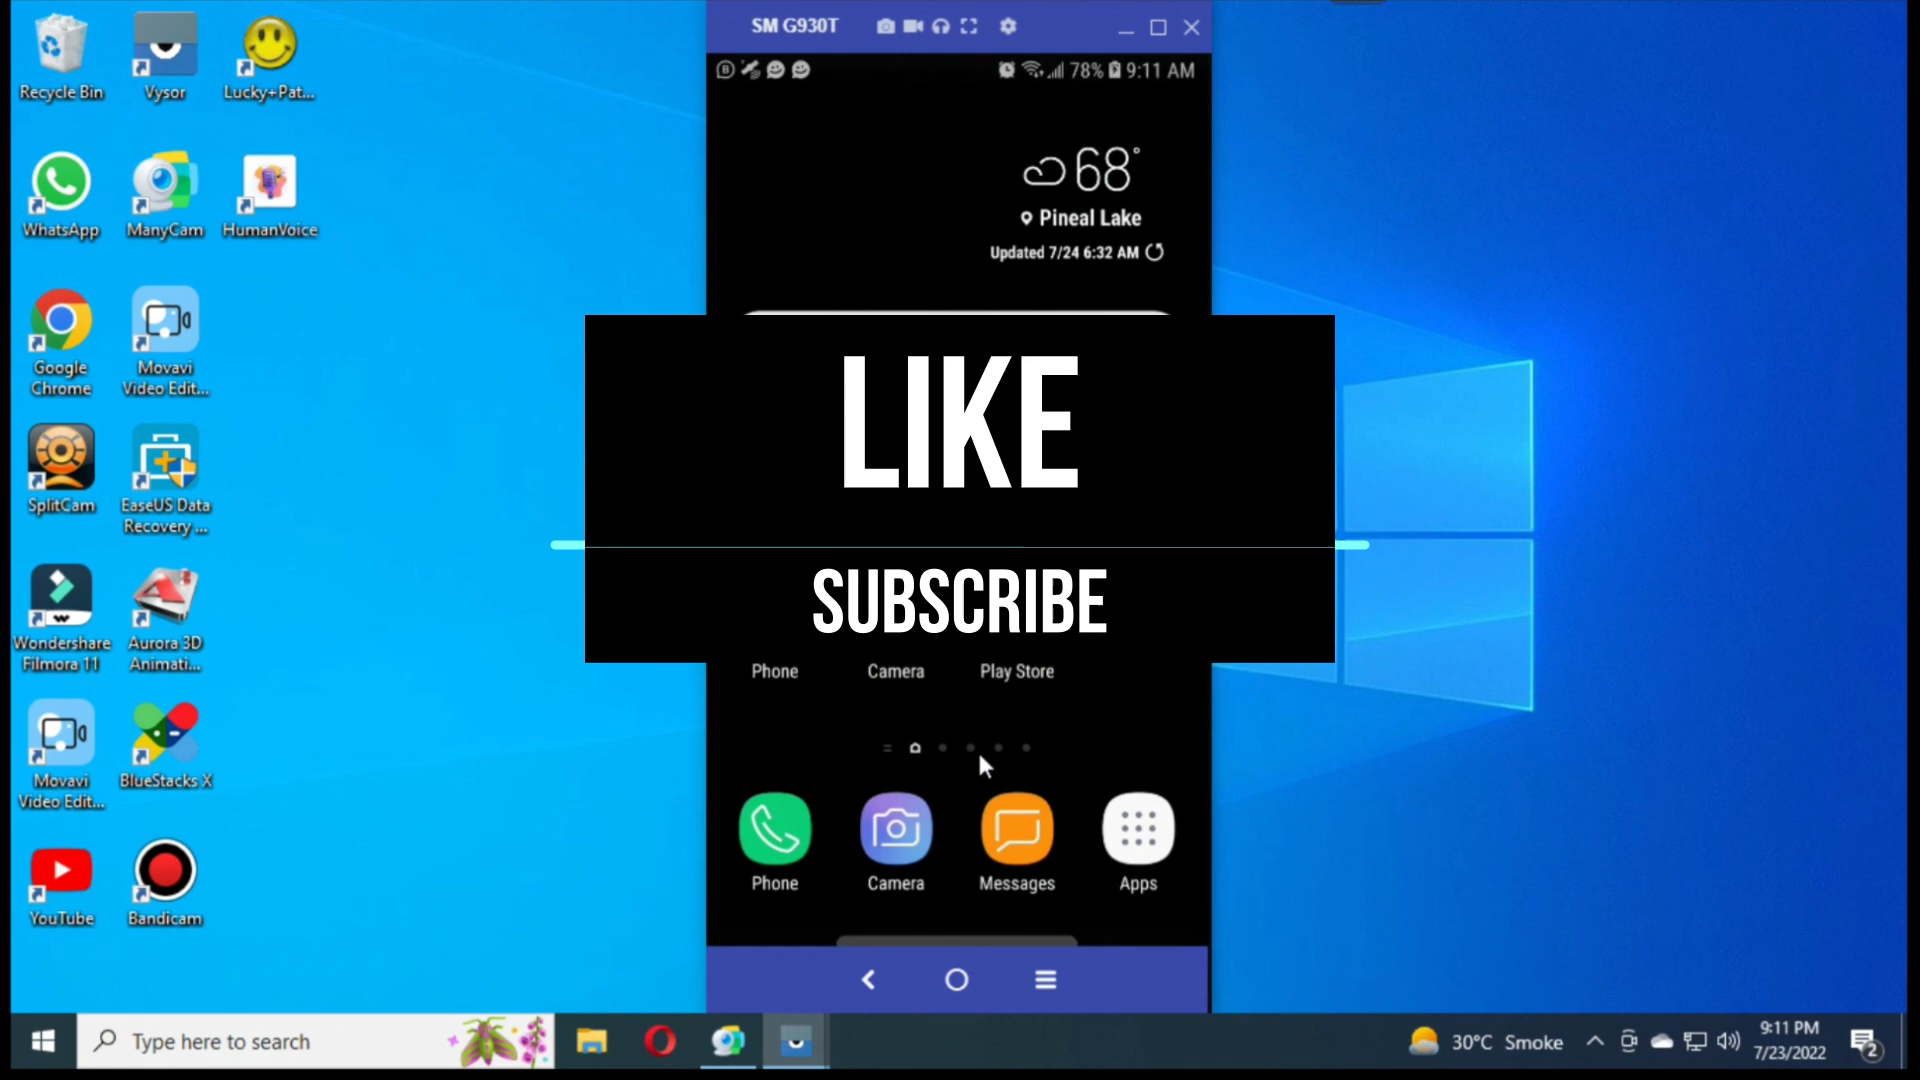 Recycle Bin
Vysor
Lucky+Pat...
WhatsApp
ManyCam
HumanVoice
Google
Chrome
Movavi
Video Edit...
SplitCam
EaseUS Data
Recovery ...
Wondershare
Filmora 11
Aurora 3D
Animati...
Movavi
Video Edit...
BlueStacks X
YouTube
Bandicam
SM G930T
78% 9:11 AM
68°
Pineal Lake
Updated 7/24 6:32 AM
LIKE
SUBSCRIBE
Phone
Camera
Play Store
Phone
Camera
Messages
Apps
Type here to search
30°C Smoke
9:11 PM
7/23/2022
2